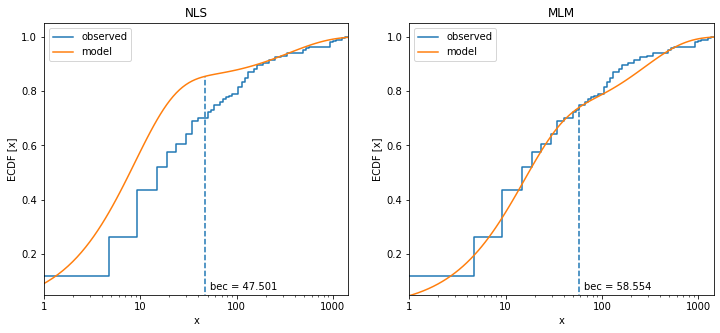 NLS
observed
model
ECDF [x]
1.0
0.8
0.6
0.4
0.2
bec = 47.501
1
10
100
1000
x
MLM
observed
model
ECDF [x]
1.0
0.8
0.6
0.4
0.2
bec = 58.554
1
10
100
1000
x